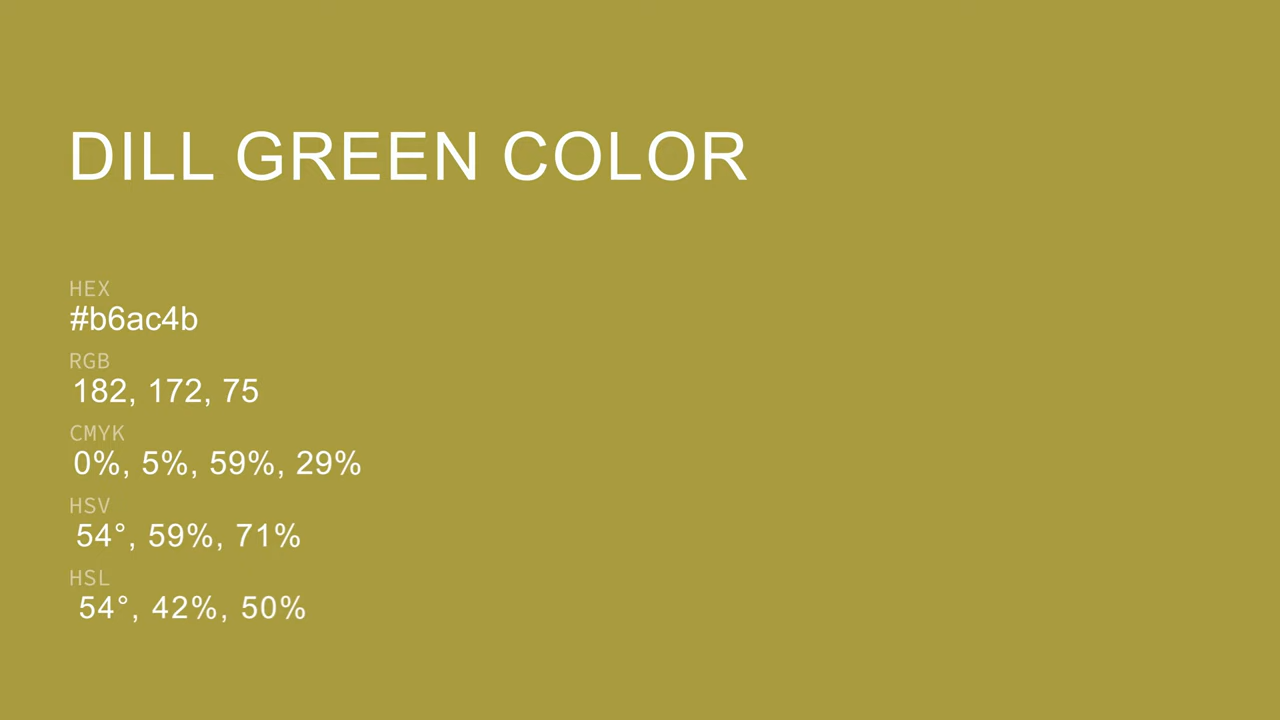 DILL GREEN COLOR
HEX
#b6ac4b
RGB
182, 172, 75
CMYK
0%, 5%, 59%, 29%
HSV
54°, 59%, 71%
HSL
54°, 42%, 50%